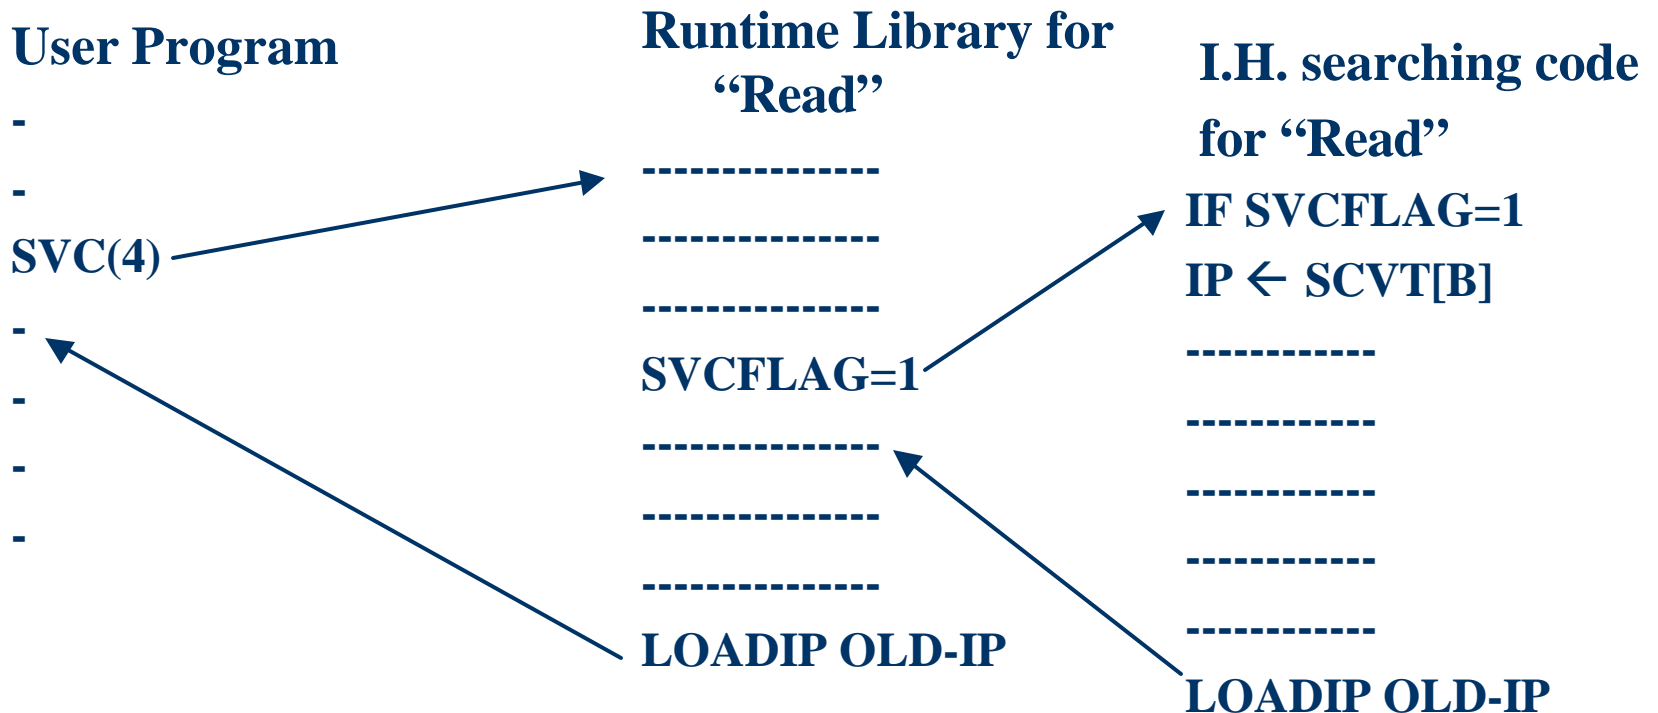 User Program
-
-
SVC(4)
-
-
-
-
Runtime Library for
“Read”
---------------
---------------
---------------
SVCFLAG=1
---------------
---------------
---------------
LOADIP OLD-IP
I.H. searching code
for “Read”
IF SVCFLAG=1
IP ← SCVT[B]
------------
------------
------------
------------
------------
LOADIP OLD-IP